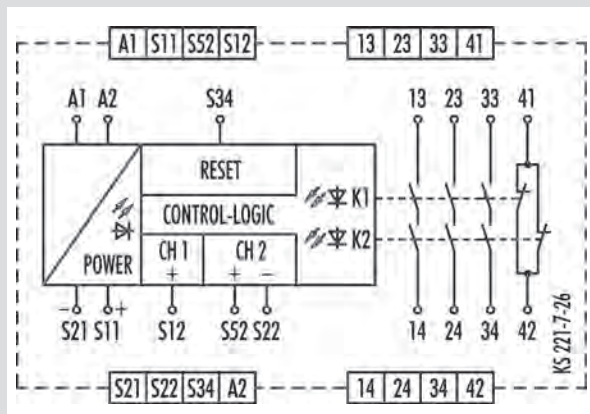 A1 S11 S52 S12 13 23 33 41
A1 A2 S34 13 23 33 41
RESET
CONTROL-LOGIC
K1
K2
POWER
CH 1
+
CH 2
+ −
− +
S21 S11 S12 S52 S22 14 24 34 42
KS 221-7-26
S21 S22 S34 A2 14 24 34 42